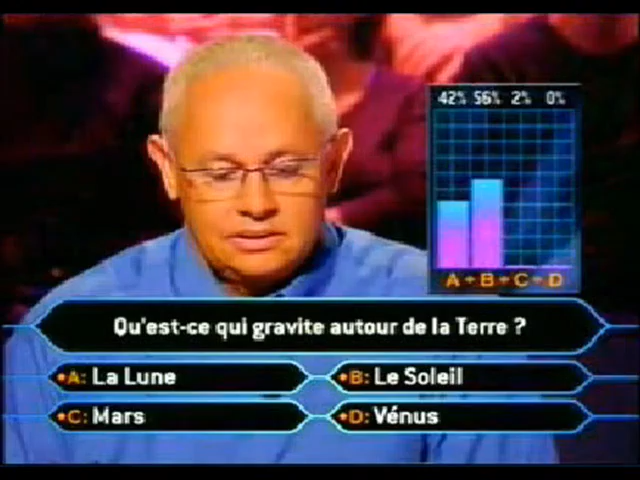 42% 56% 2% 0%
A ♦ B ♦ C ♦ D
Qu'est-ce qui gravite autour de la Terre ?
♦A: La Lune
♦B: Le Soleil
♦C: Mars
♦D: Vénus